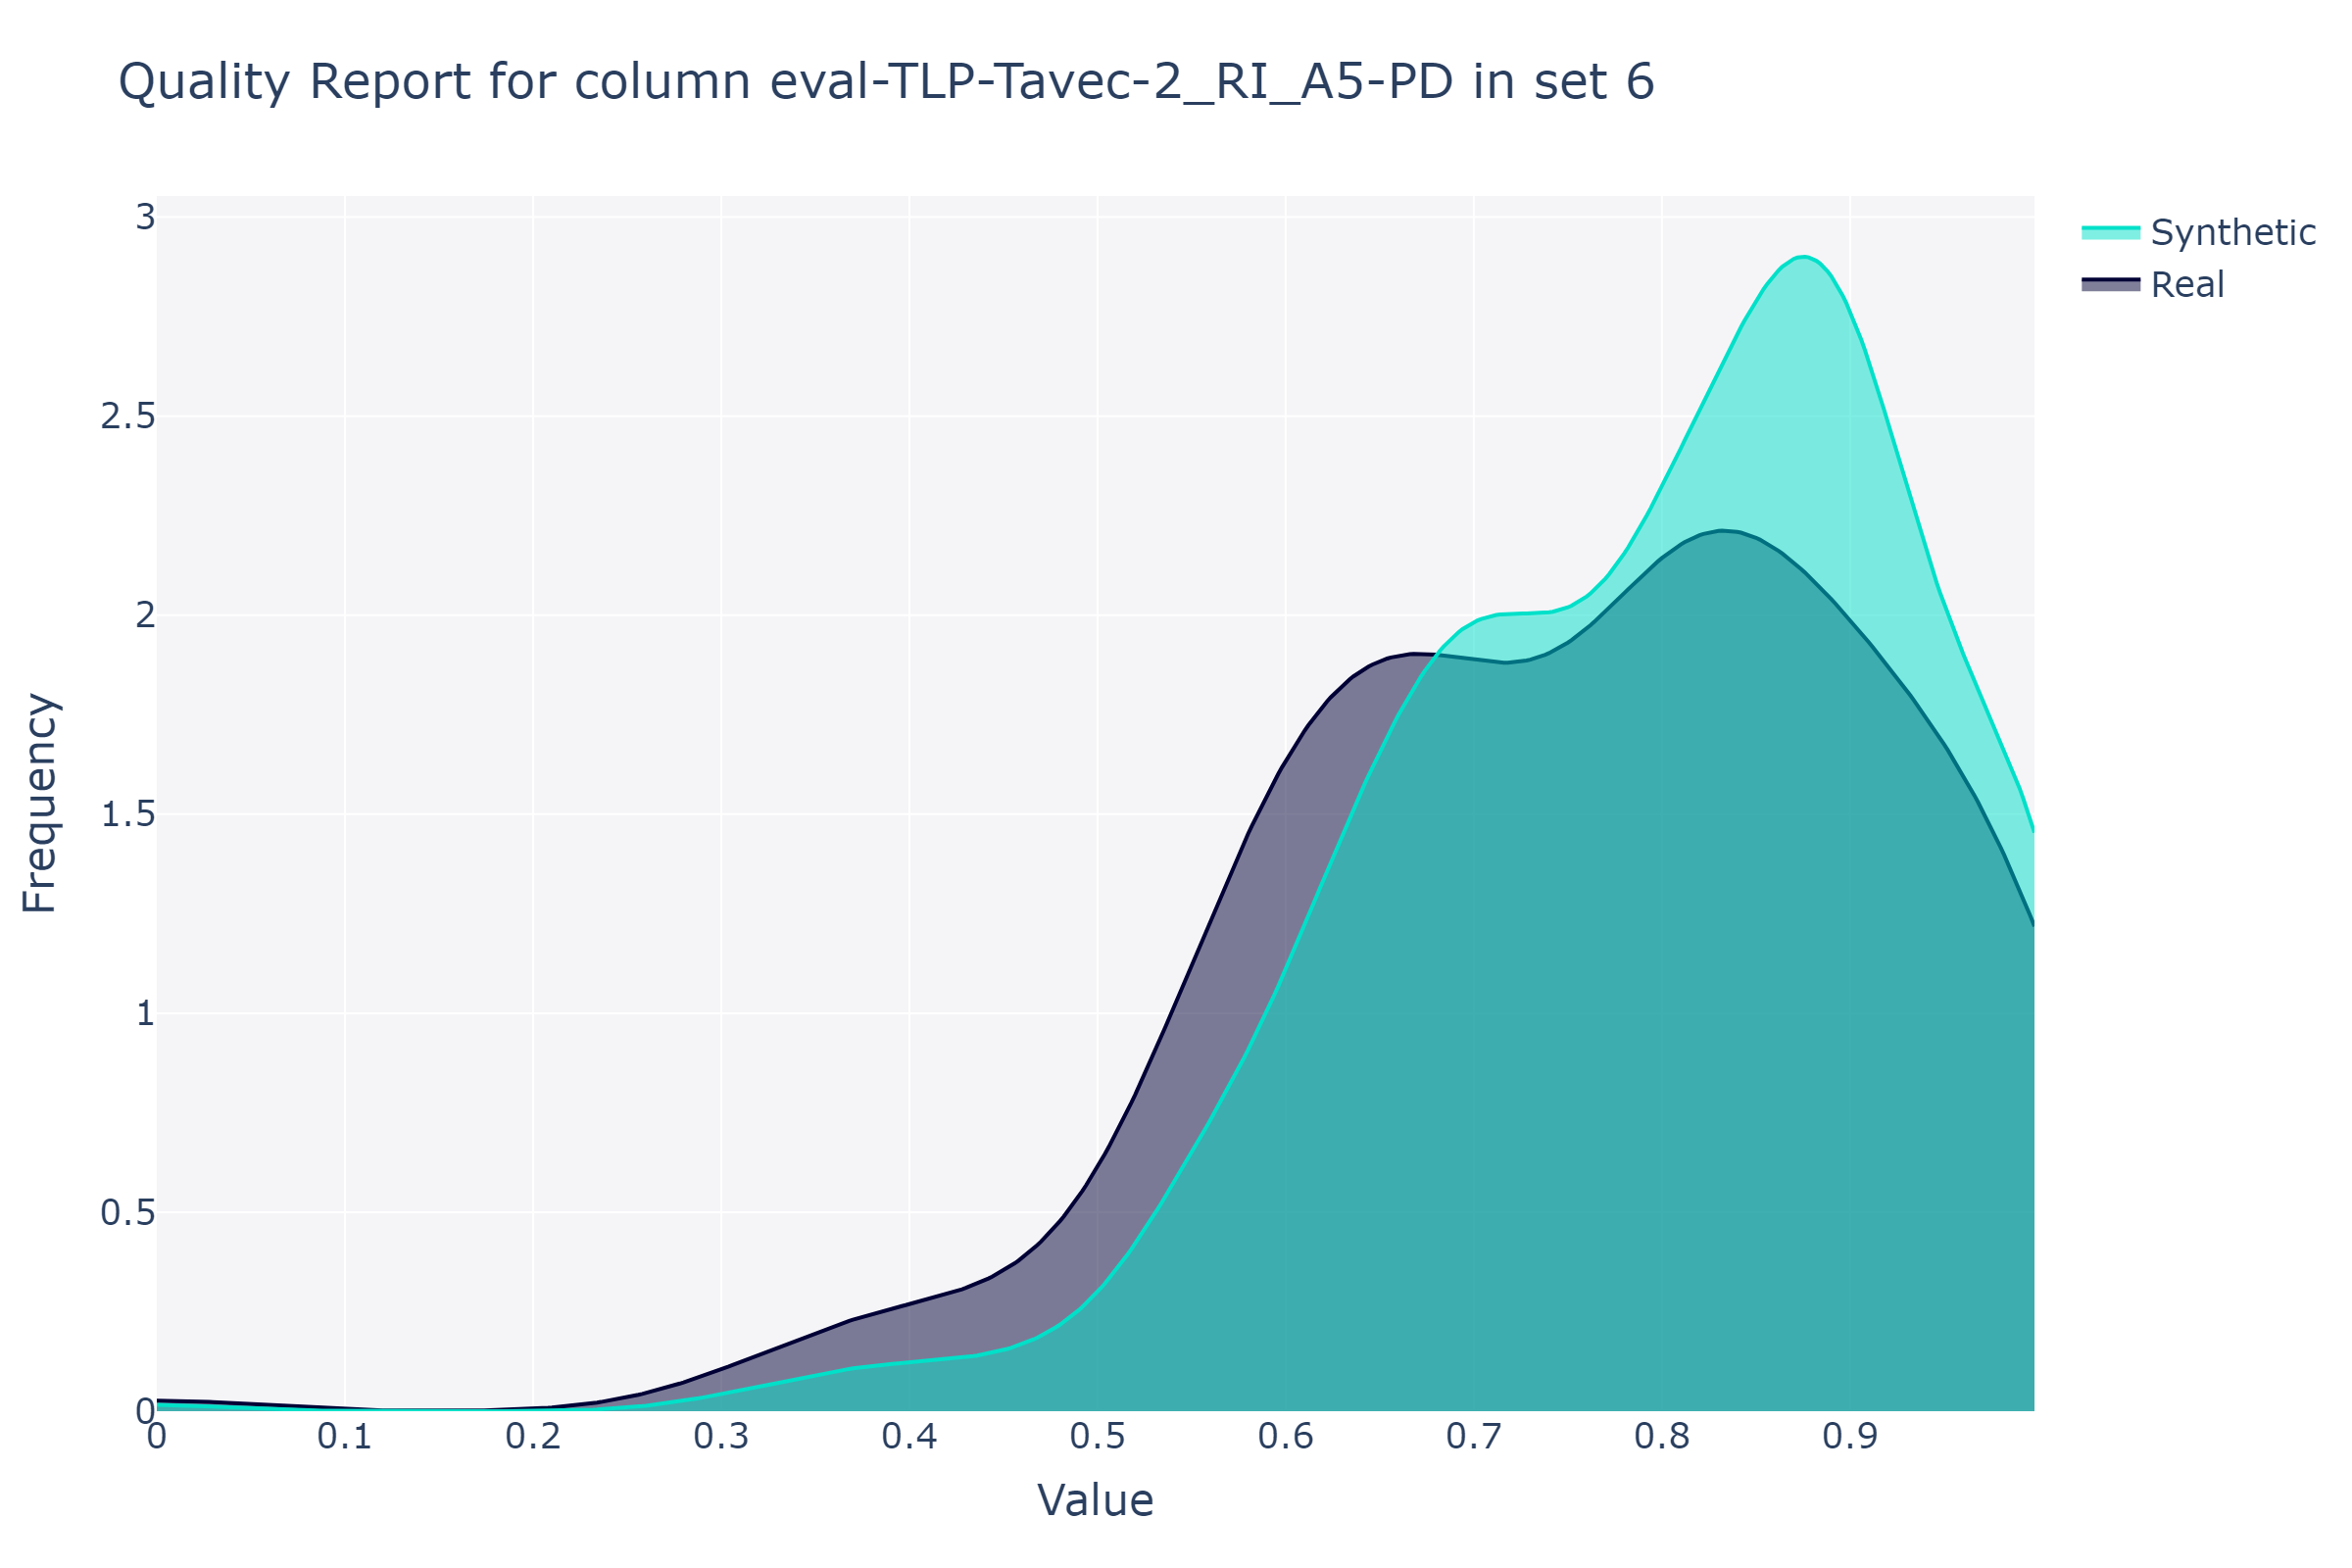 Quality Report for column eval-TLP-Tavec-2_RI_A5-PD in set 6
Synthetic
Real
3
2.5
2
1.5
1
0.5
0
Frequency
0 0.1 0.2 0.3 0.4 0.5 0.6 0.7 0.8 0.9
Value